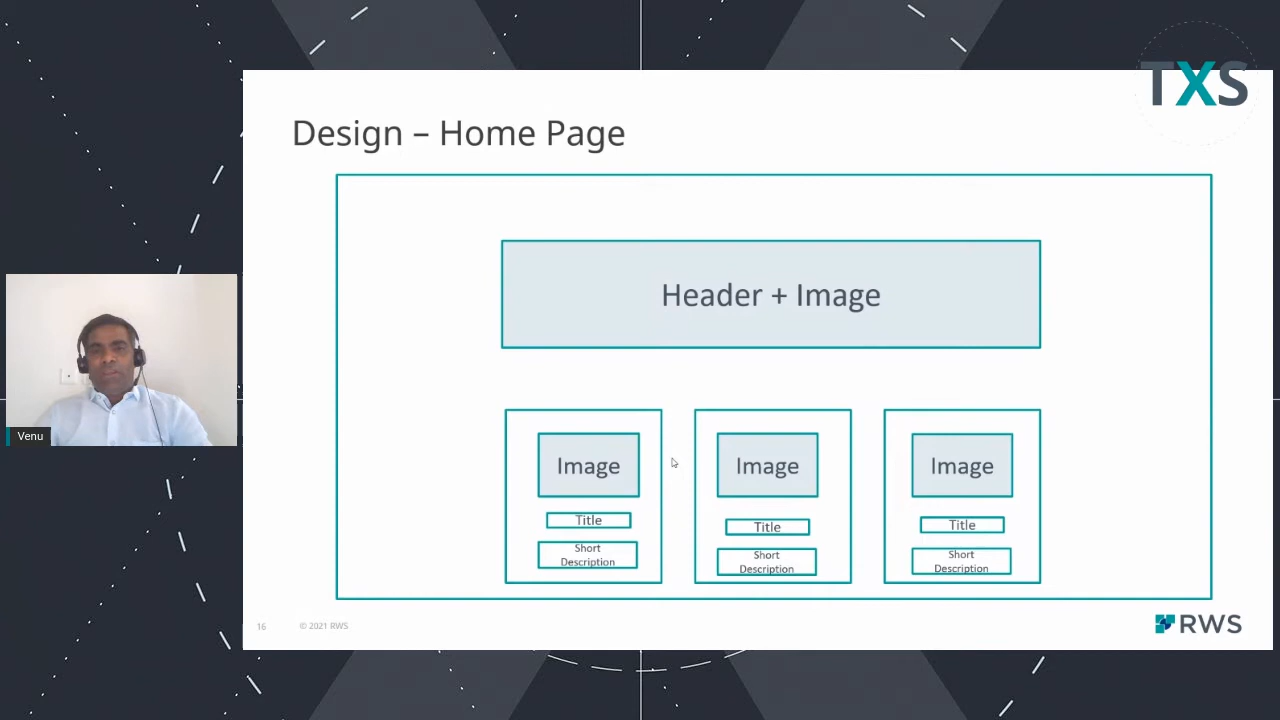 TXS
Design – Home Page
Header + Image
Image
Title
Short
Description
Image
Title
Short
Description
Image
Title
Short
Description
Venu
16
© 2021 RWS
RWS